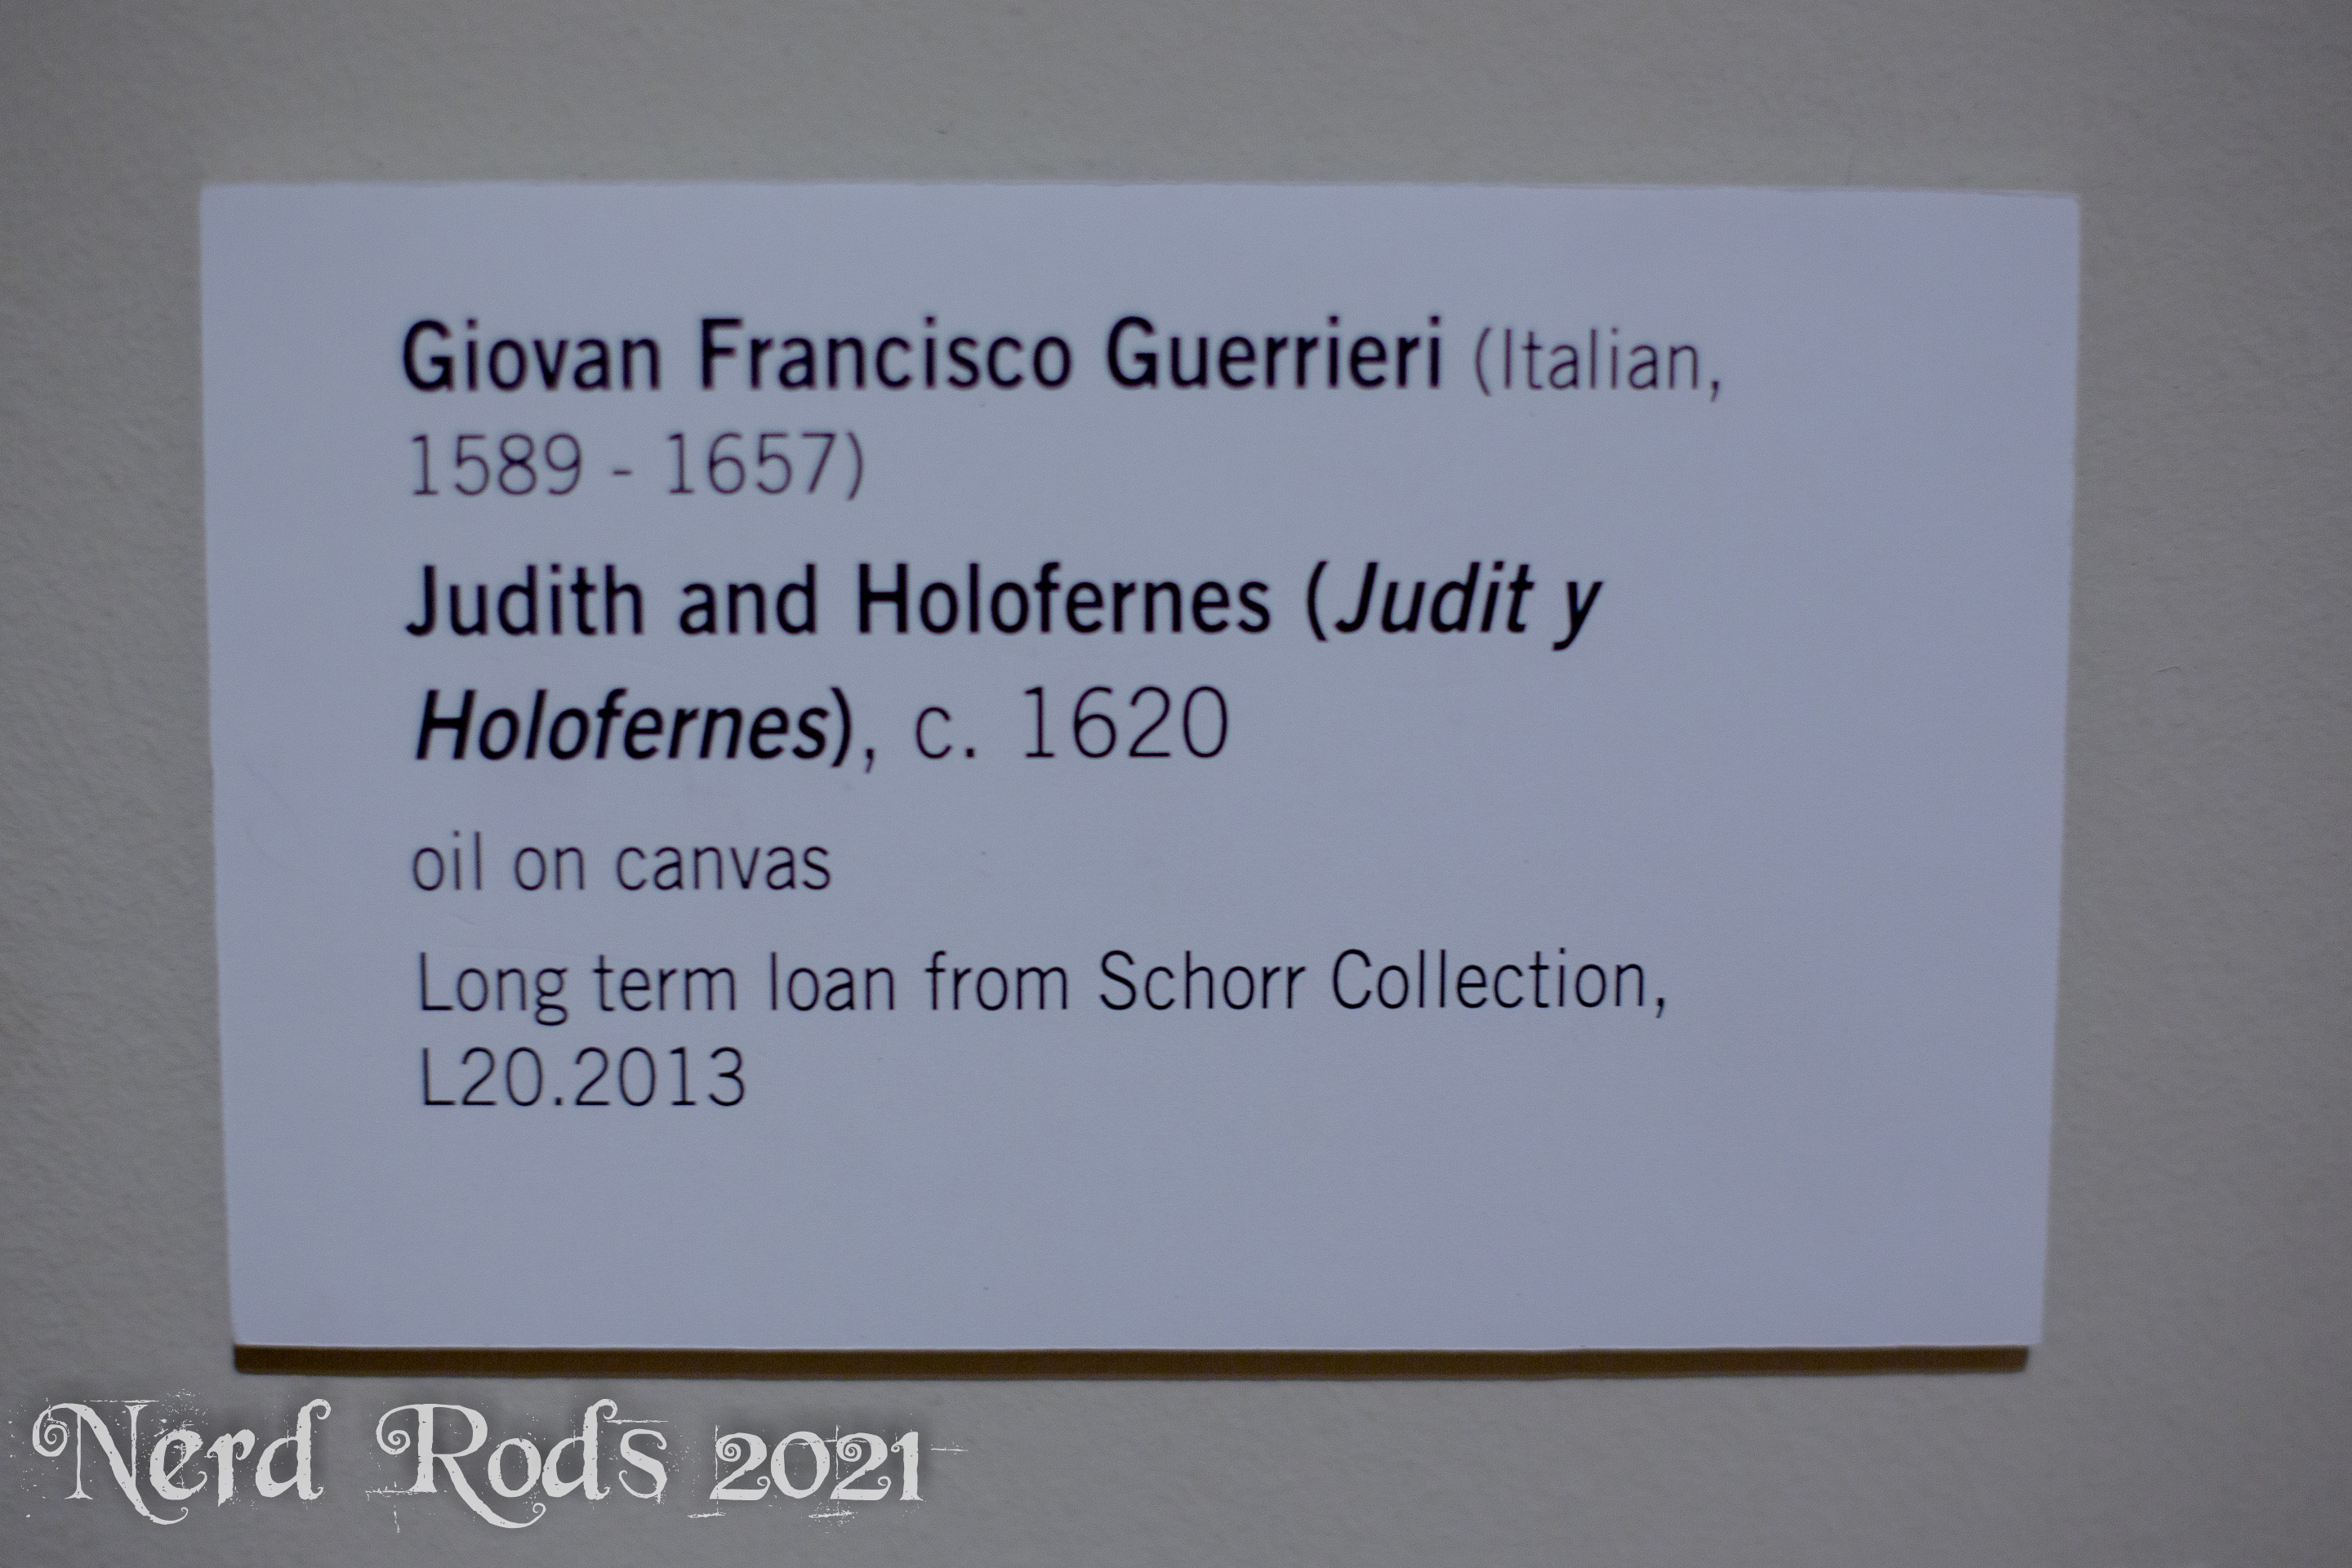 Giovan Francisco Guerrieri (Italian,
1589 - 1657)
Judith and Holofernes (Judit y
Holofernes), c. 1620
oil on canvas
Long term loan from Schorr Collection,
L20.2013
Nerd Rods 2021